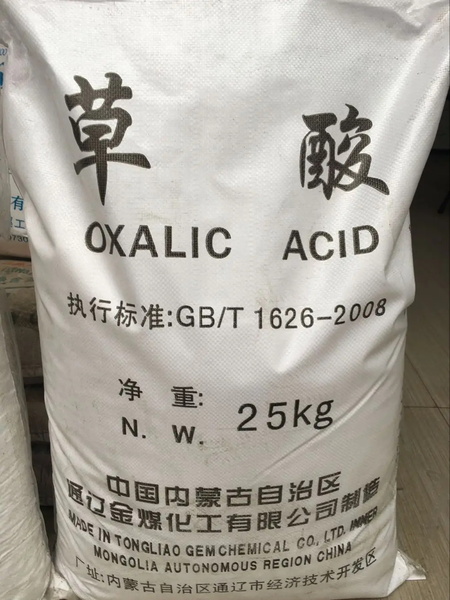 草 酸
OXALIC ACID
执行标准:GB/T 1626-2008
净 重: 25kg
N. W.
中国内蒙古自治区
通辽金煤化工有限公司制造
MADE IN TONGLIAO GEM CHEMICAL CO., LTD. INNER
MONGOLIA AUTONOMOUS REGION CHINA
厂址:内蒙古自治区通辽市经济技术开发区
有
工